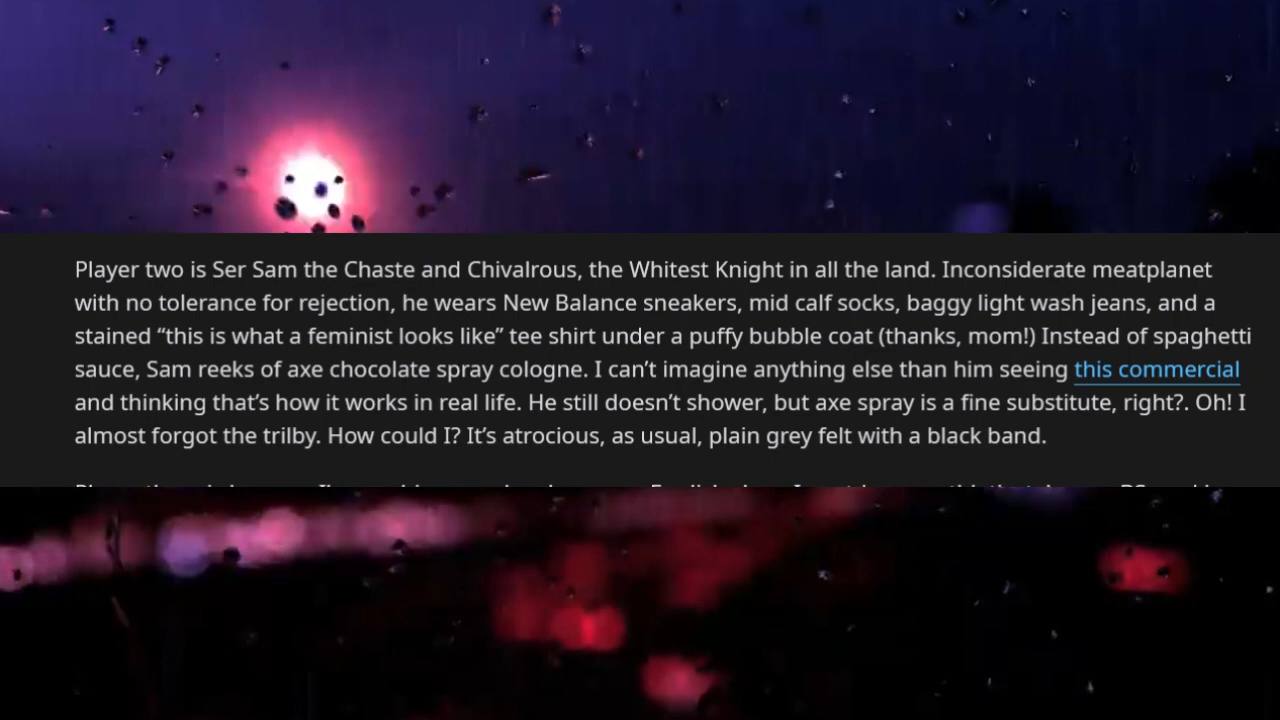 Player two is Ser Sam the Chaste and Chivalrous, the Whitest Knight in all the land. Inconsiderate meatplanet
with no tolerance for rejection, he wears New Balance sneakers, mid calf socks, baggy light wash jeans, and a
stained “this is what a feminist looks like” tee shirt under a puffy bubble coat (thanks, mom!) Instead of spaghetti
sauce, Sam reeks of axe chocolate spray cologne. I can’t imagine anything else than him seeing this commercial
and thinking that’s how it works in real life. He still doesn’t shower, but axe spray is a fine substitute, right?. Oh! I
almost forgot the trilby. How could I? It’s atrocious, as usual, plain grey felt with a black band.